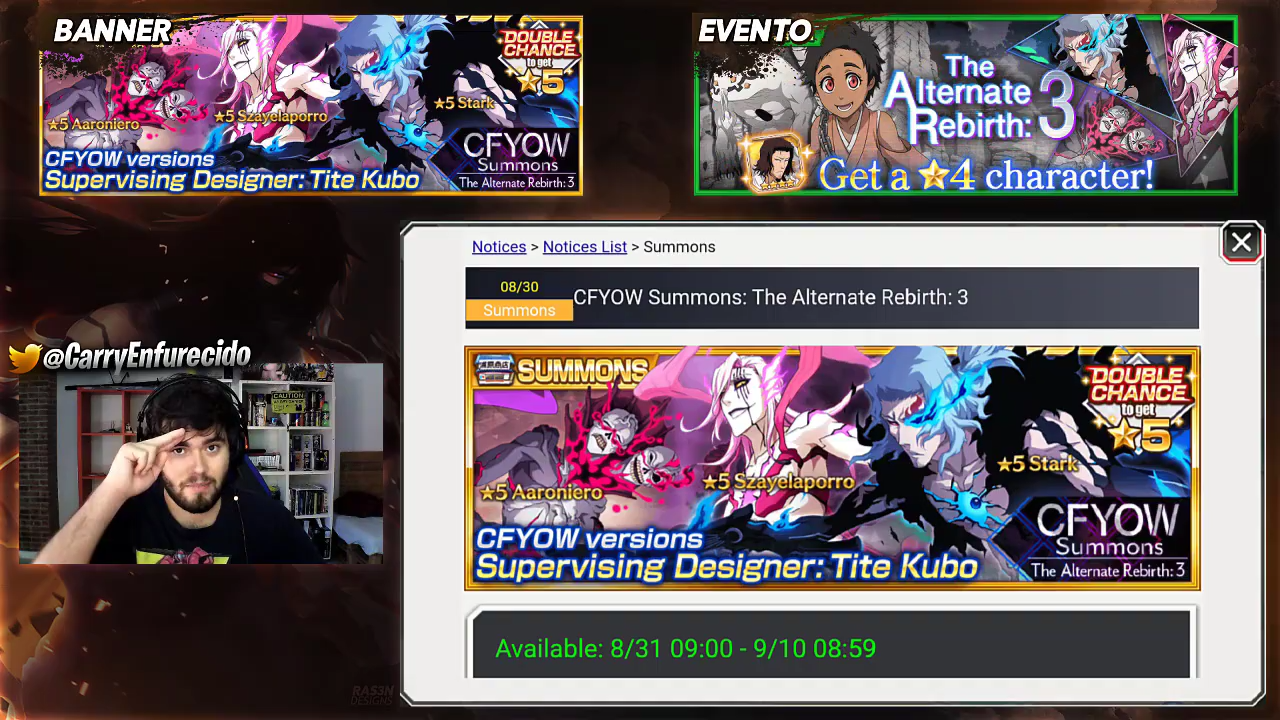 BANNER
DOUBLE
CHANCE
to get
★5
★5 Aaroniero
★5 Szayelaporro
★5 Stark
CFYOW versions
Supervising Designer: Tite Kubo
CFYOW
Summons
The Alternate Rebirth: 3
EVENTO
The
Alternate
Rebirth: 3
Get a ★4 character!
Notices > Notices List > Summons
08/30
Summons
CFYOW Summons: The Alternate Rebirth: 3
SUMMONS
DOUBLE
CHANCE
to get
★5
★5 Aaroniero
★5 Szayelaporro
★5 Stark
CFYOW versions
Supervising Designer: Tite Kubo
CFYOW
Summons
The Alternate Rebirth: 3
Available: 8/31 09:00 - 9/10 08:59
@CarryEnfurecido
CAUTION
RAS3N
DESIGNS